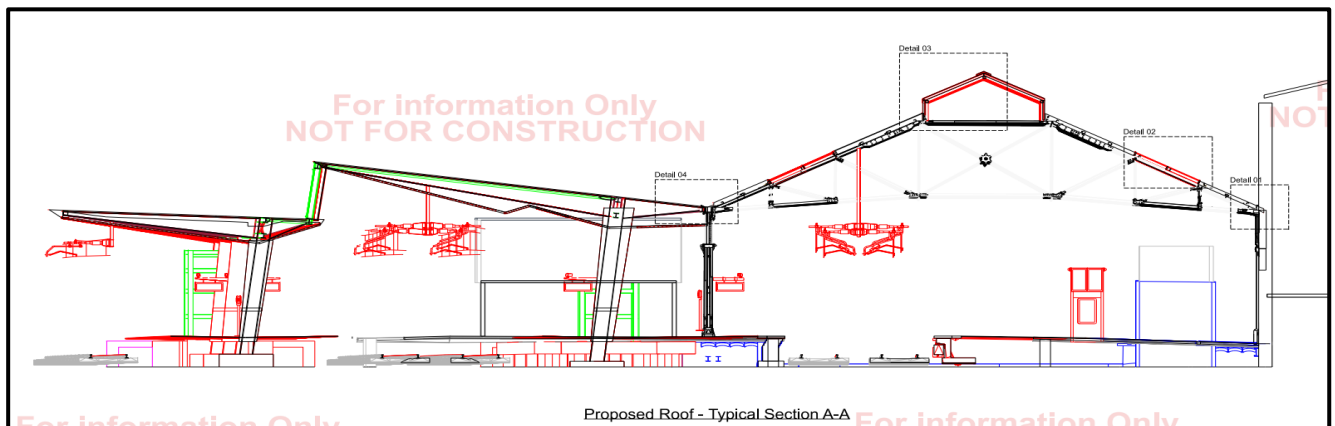 Detail 03
For information Only
NOT FOR CONSTRUCTION
F
NOT
Detail 02
Detail 04
Detail 01
Proposed Roof - Typical Section A-A
For information Only
For information Only